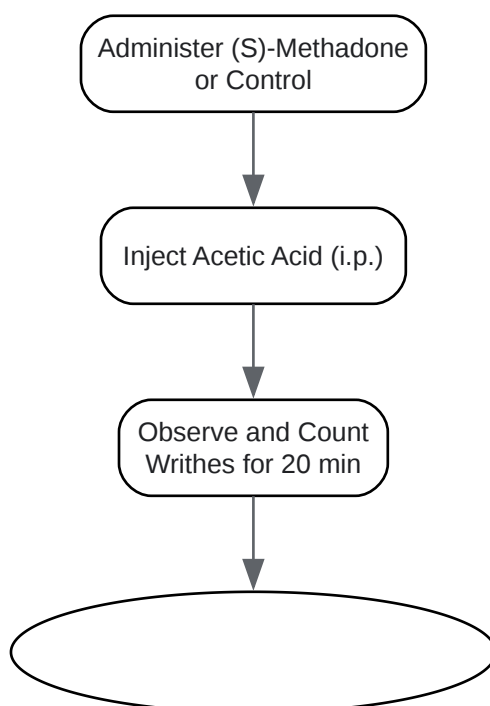 Administer (S)-Methadone
or Control
Inject Acetic Acid (i.p.)
Observe and Count
Writhes for 20 min